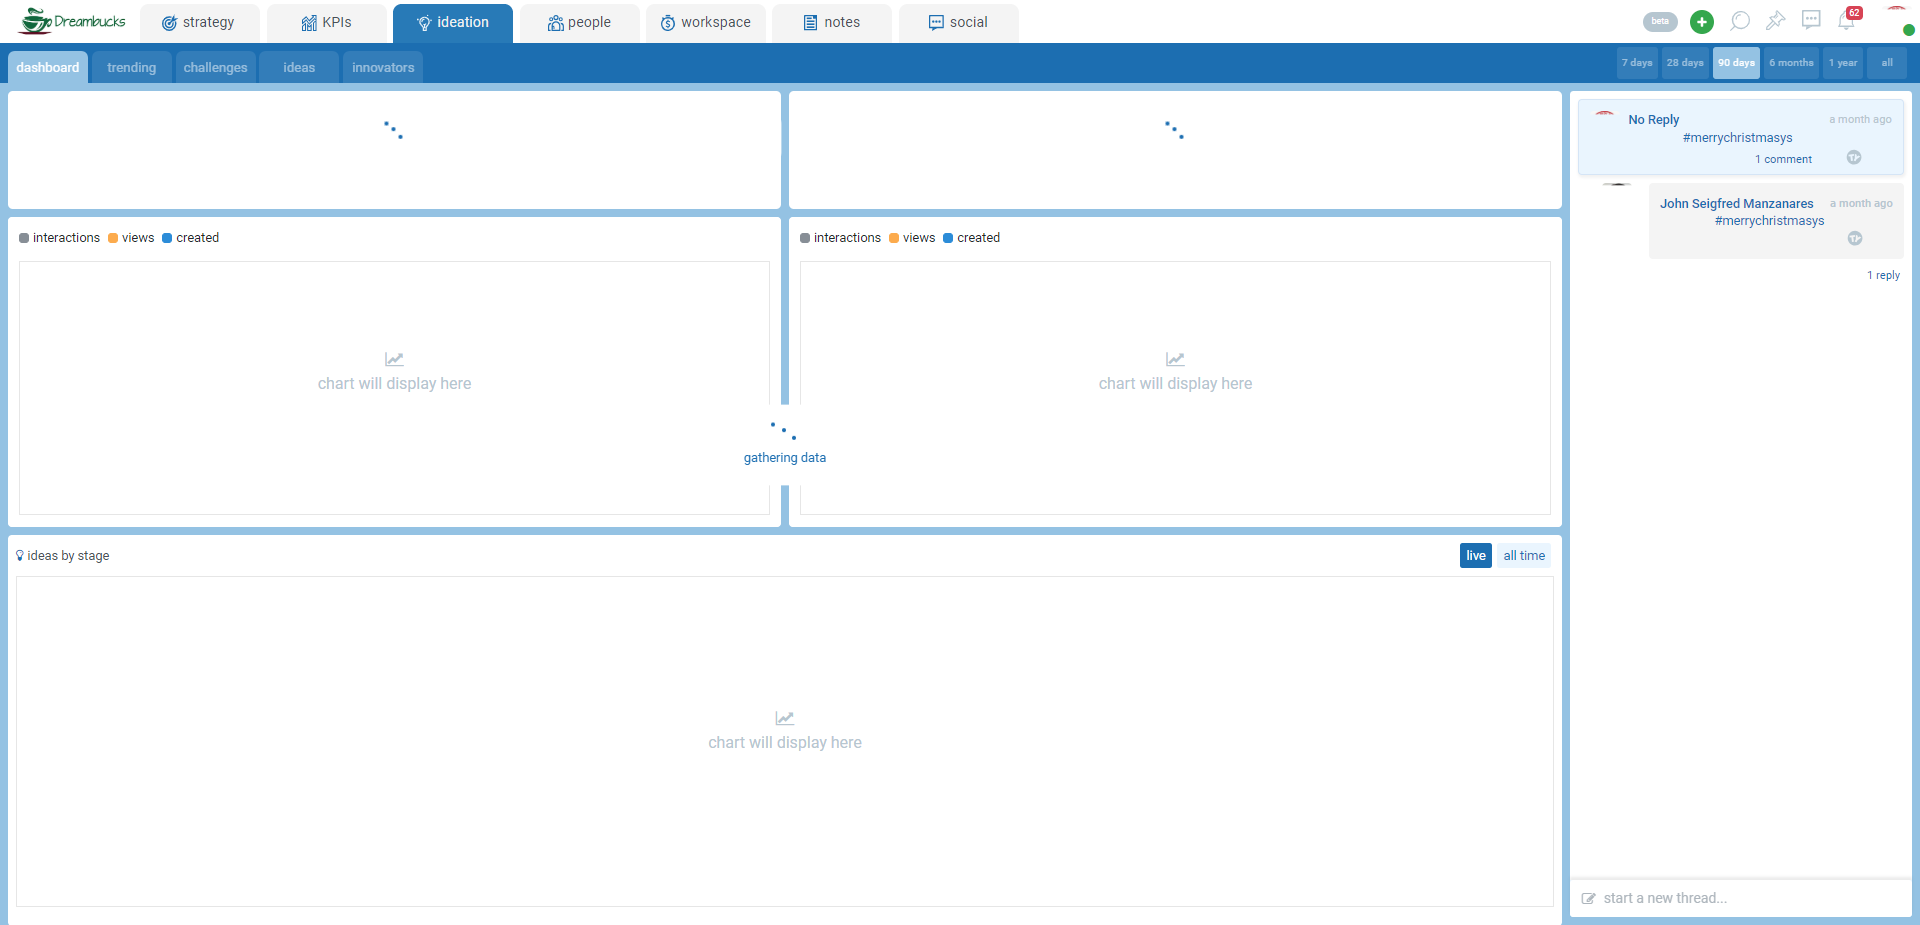 Dreambucks
strategy
KPIs
ideation
people
workspace
notes
social
beta
62
dashboard
trending
challenges
ideas
innovators
7 days
28 days
90 days
6 months
1 year
all
interactions
views
created
chart will display here
interactions
views
created
chart will display here
gathering data
ideas by stage
live
all time
chart will display here
No Reply
a month ago
#merrychristmasys
1 comment
John Seigfred Manzanares
a month ago
#merrychristmasys
1 reply
start a new thread...